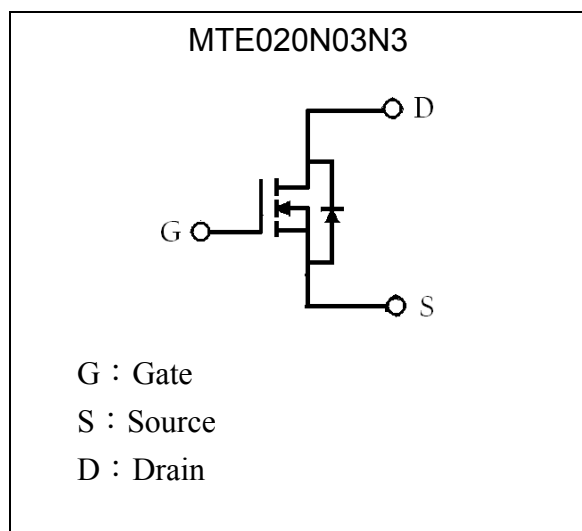 MTE020N03N3
D
G
S
G：Gate
S：Source
D：Drain